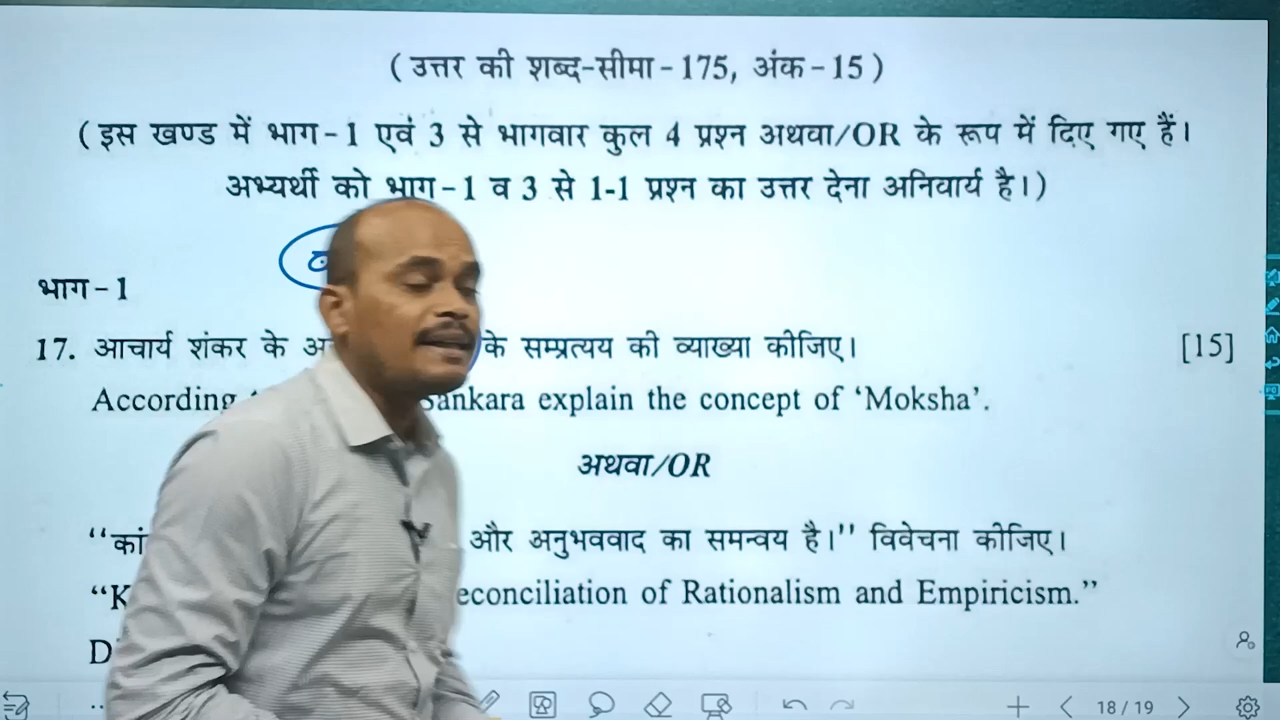 ( उत्तर की शब्द-सीमा - 175, अंक - 15 )
( इस खण्ड में भाग - 1 एवं 3 से भागवार कुल 4 प्रश्न अथवा/OR के रूप में दिए गए हैं।
अभ्यर्थी को भाग - 1 व 3 से 1-1 प्रश्न का उत्तर देना अनिवार्य है।)
भाग - 1
17. आचार्य शंकर के के सम्प्रत्यय की व्याख्या कीजिए। [15]
According Sankara explain the concept of ‘Moksha’.
अथवा/OR
और अनुभववाद का समन्वय है।” विवेचना कीजिए।
of Rationalism and Empiricism.”
18 / 19